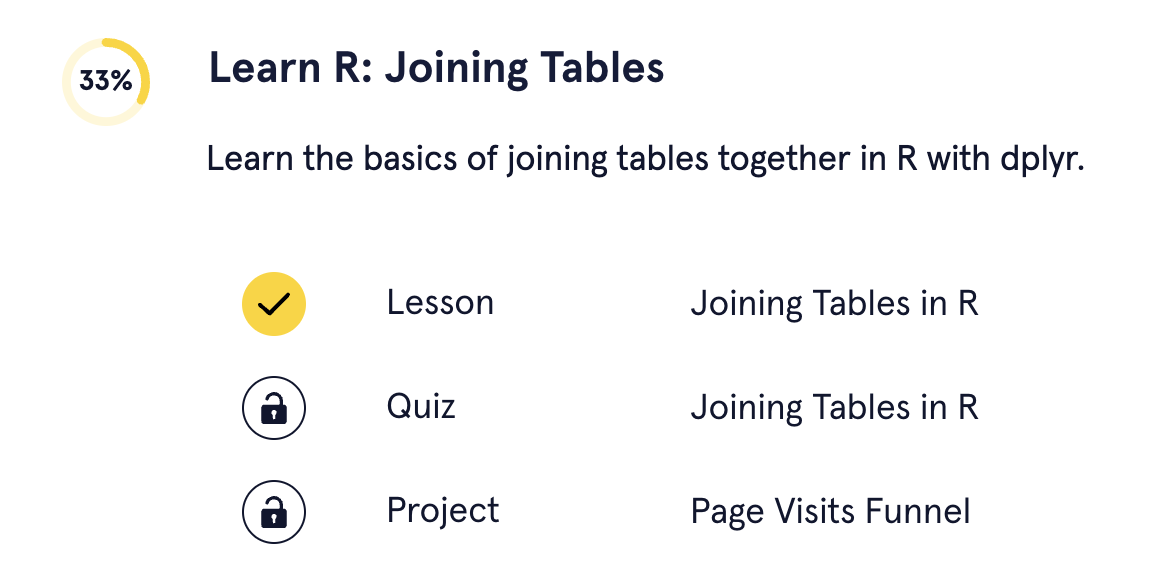 33%
Learn R: Joining Tables
Learn the basics of joining tables together in R with dplyr.
Lesson Joining Tables in R
Quiz Joining Tables in R
Project Page Visits Funnel